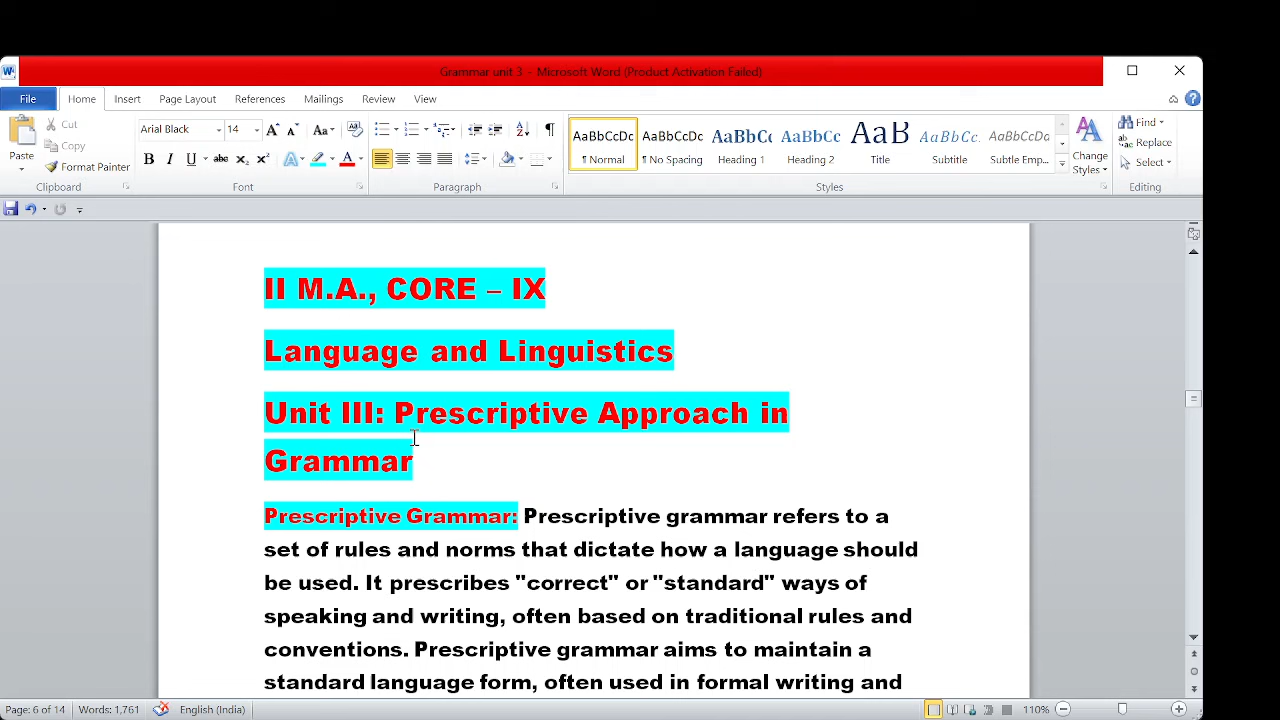 Grammar unit 3 - Microsoft Word (Product Activation Failed)
File Home Insert Page Layout References Mailings Review View
Paste
Cut
Copy
Format Painter
Clipboard
Arial Black 14
Font
Paragraph
AaBbCcDc AaBbCcDc AaBbCc AaBbCc AaB AaBbCc. AaBbCcDc
¶ Normal ¶ No Spacing Heading 1 Heading 2 Title Subtitle Subtle Emp...
Change
Styles
Styles
Find
Replace
Select
Editing
II M.A., CORE – IX
Language and Linguistics
Unit III: Prescriptive Approach in
Grammar
Prescriptive Grammar: Prescriptive grammar refers to a
set of rules and norms that dictate how a language should
be used. It prescribes "correct" or "standard" ways of
speaking and writing, often based on traditional rules and
conventions. Prescriptive grammar aims to maintain a
standard language form, often used in formal writing and
Page: 6 of 14 Words: 1,761 English (India) 110%